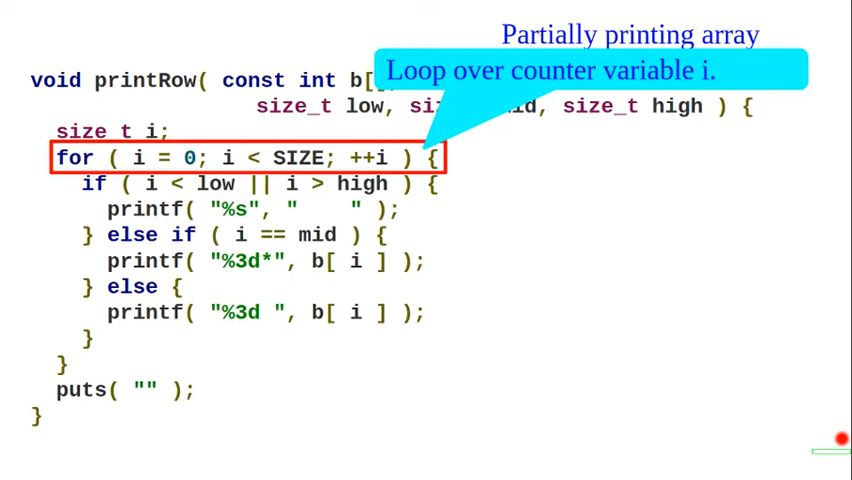 Partially printing array
Loop over counter variable i.
void printRow( const int b[
size_t low, mid, size_t high ) {
size_t i;
for ( i = 0; i < SIZE; ++i ) {
if ( i < low || i > high ) {
printf( "%s", "    " );
} else if ( i == mid ) {
printf( "%3d*", b[ i ] );
} else {
printf( "%3d ", b[ i ] );
}
}
puts( "" );
}